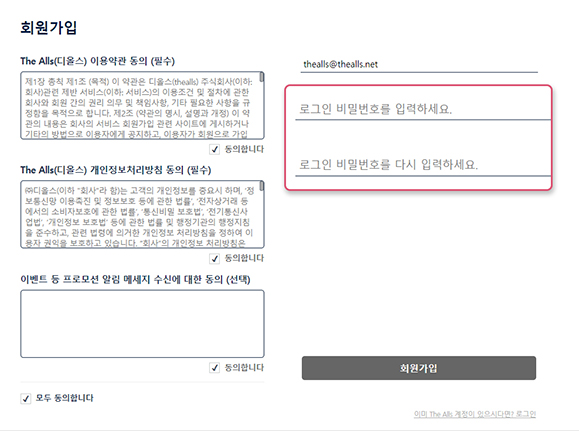 회원가입
The Alls(디올스) 이용약관 동의 (필수)
제1장 총칙 제1조 (목적) 이 약관은 디올스(thealls) 주식회사(이하:
회사)관련 제반 서비스(이하: 서비스)의 이용조건 및 절차에 관한
회사와 회원 간의 권리 의무 및 책임사항, 기타 필요한 사항을 규
정함을 목적으로 합니다. 제2조 (약관의 명시, 설명과 개정) 이 약
관의 내용은 회사의 서비스 회원가입 관련 사이트에 게시하거나
기타의 방법으로 이용자에게 공지하고, 이용자가 회원으로 가입
동의합니다
The Alls(디올스) 개인정보처리방침 동의 (필수)
㈜디올스(이하 "회사"라 함)는 고객의 개인정보를 중요시 하며, '정
보통신망 이용촉진 및 정보보호 등에 관한 법률', '전자상거래 등
에서의 소비자보호에 관한 법률', '통신비밀 보호법', '전기통신사
업법', '개인정보 보호법' 등에 관한 법률 및 행정기관의 행정지침
을 준수하고, 관련 법령에 의거한 개인정보 처리방침을 정하여 이
용자 권익을 보호하고 있습니다. "회사"의 개인정보 처리방침은
동의합니다
이벤트 등 프로모션 알림 메세지 수신에 대한 동의 (선택)
동의합니다
모두 동의합니다
thealls@thealls.net
로그인 비밀번호를 입력하세요.
로그인 비밀번호를 다시 입력하세요.
회원가입
이미 The Alls 계정이 있으시다면? 로그인